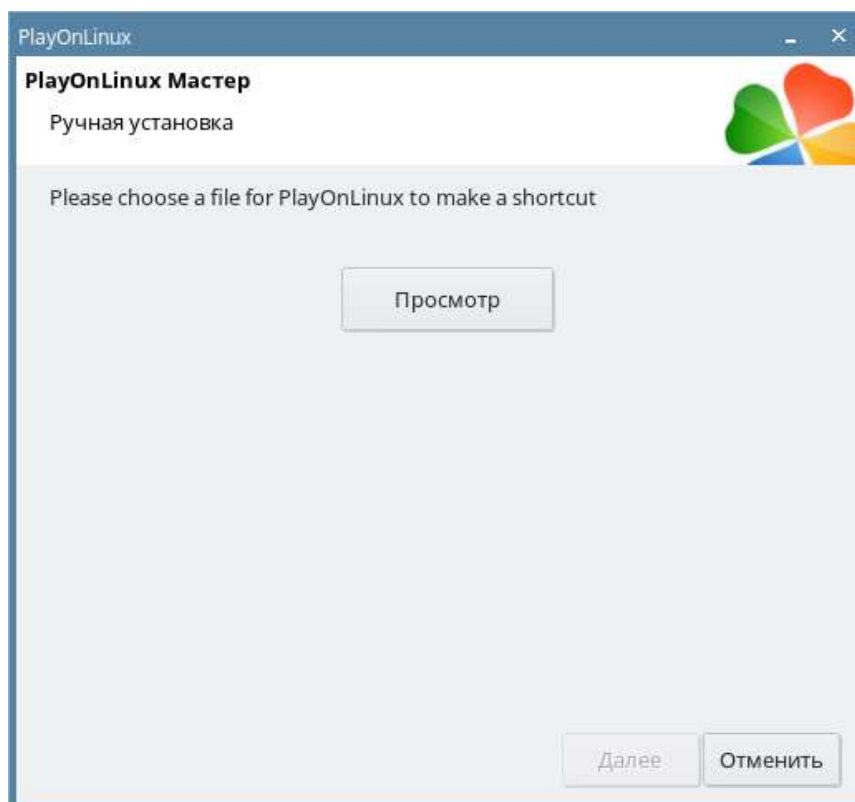 PlayOnLinux
PlayOnLinux Мастер
Ручная установка
Please choose a file for PlayOnLinux to make a shortcut
Просмотр
Далее
Отменить